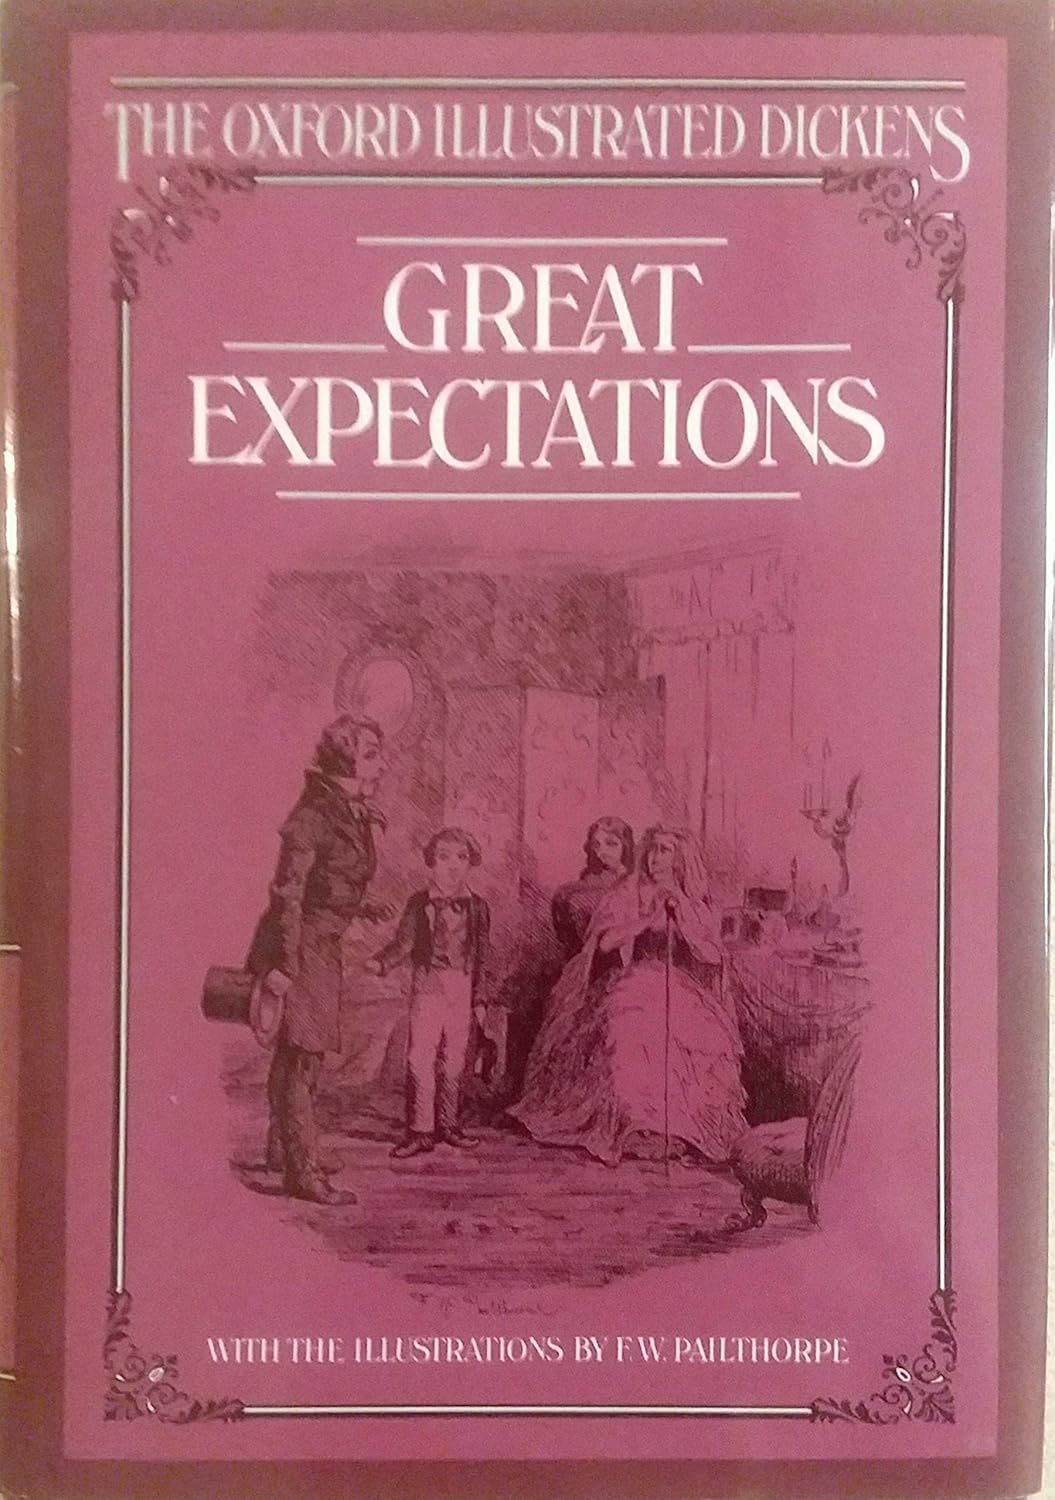 THE OXFORD ILLUSTRATED DICKENS
GREAT
EXPECTATIONS
WITH THE ILLUSTRATIONS BY F. W. PAILTHORPE